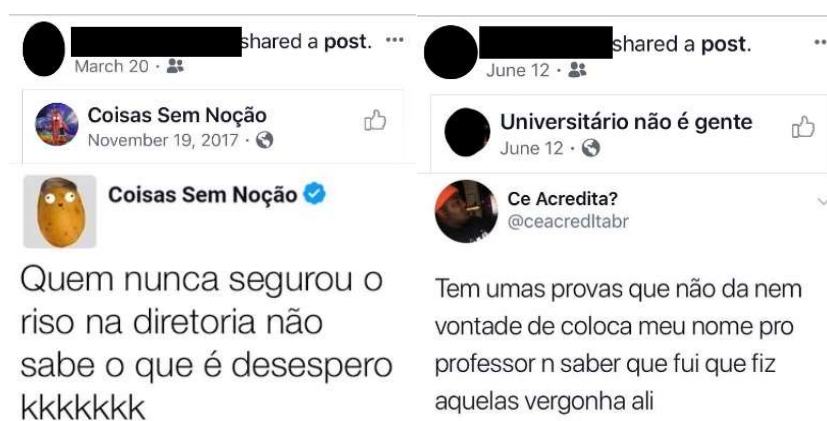 shared a post.
March 20
Coisas Sem Noção
November 19, 2017
Coisas Sem Noção
Quem nunca segurou o
riso na diretoria não
sabe o que é desespero
kkkkkkk
shared a post.
June 12
Universitário não é gente
June 12
Ce Acredita?
@ceacredltabr
Tem umas provas que não da nem
vontade de coloca meu nome pro
professor n saber que fui que fiz
aquelas vergonha ali